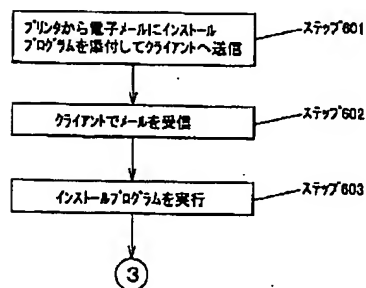 プリンタから電子メールにインストール
プログラムを添付してクライアントへ送信
ステップ601
クライアントでメールを受信
ステップ602
インストールプログラムを実行
ステップ603
3